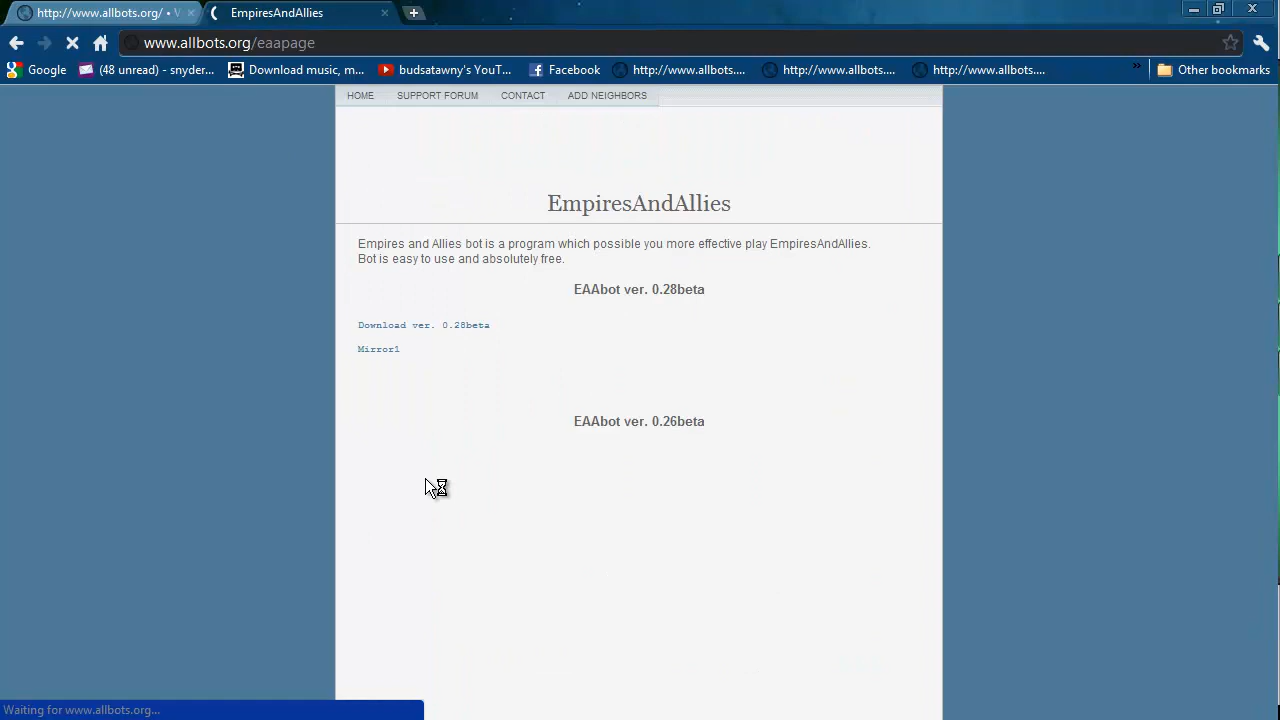 http://www.allbots.org/ • V
EmpiresAndAllies
www.allbots.org/eaapage
Google
(48 unread) - snyder...
Download music, m...
budsatawny's YouT...
Facebook
http://www.allbots....
http://www.allbots....
http://www.allbots....
»
Other bookmarks
HOME
SUPPORT FORUM
CONTACT
ADD NEIGHBORS
EmpiresAndAllies
Empires and Allies bot is a program which possible you more effective play EmpiresAndAllies.
Bot is easy to use and absolutely free.
EAAbot ver. 0.28beta
Download ver. 0.28beta
Mirror1
EAAbot ver. 0.26beta
Waiting for www.allbots.org...